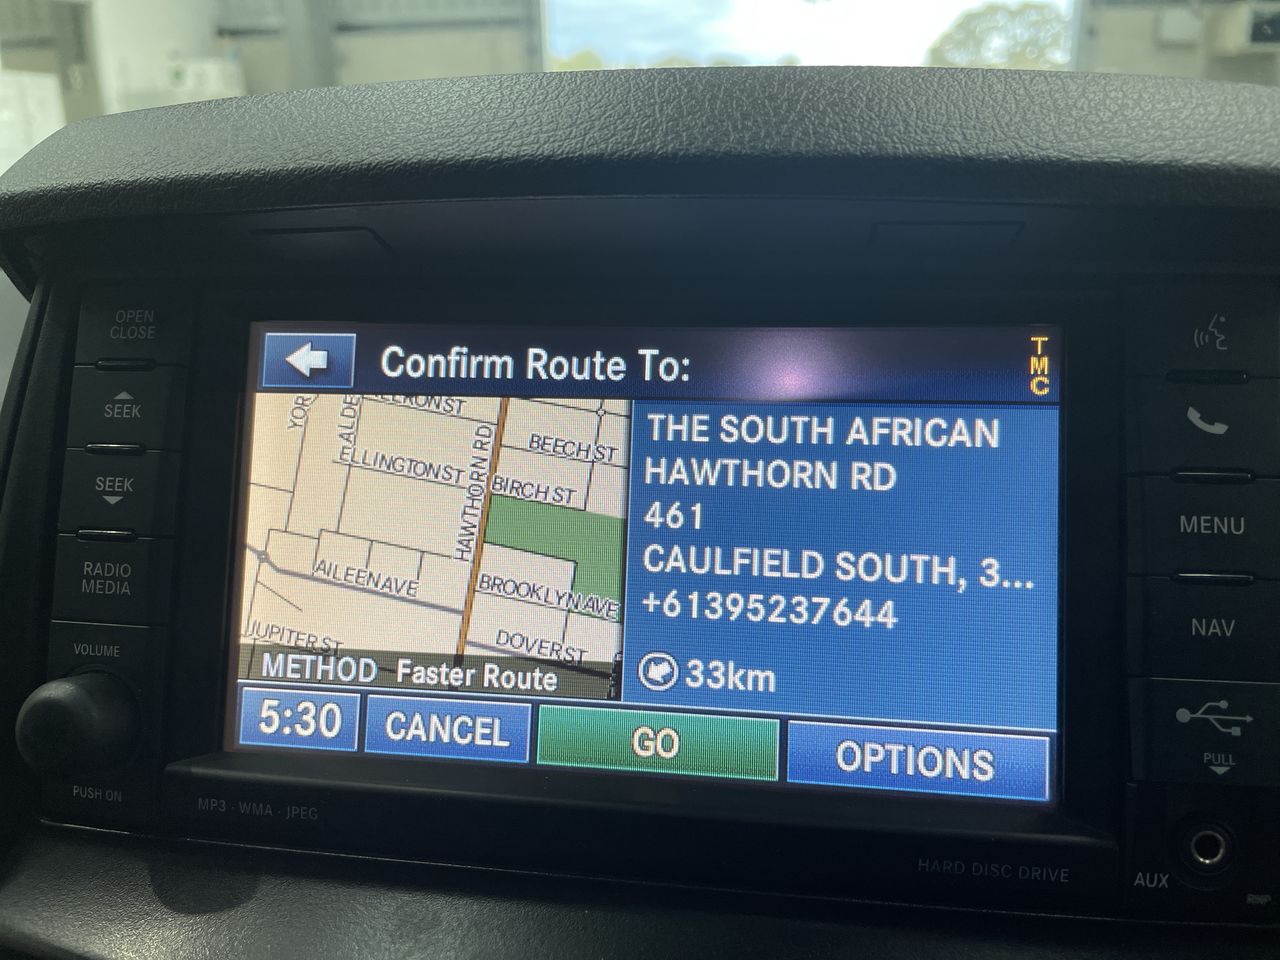 OPEN
CLOSE
SEEK
SEEK
RADIO
MEDIA
VOLUME
PUSH ON
MP3 · WMA · JPEG
Confirm Route To:
TMC
BEECH ST
ELLINGTON ST
HAWTHORN RD
BIRCH ST
AILEEN AVE
BROOKLYN AVE
JUPITER ST
DOVER ST
METHOD Faster Route
THE SOUTH AFRICAN
HAWTHORN RD
461
CAULFIELD SOUTH, 3...
+61395237644
33km
5:30
CANCEL
GO
OPTIONS
MENU
NAV
PULL
AUX
HARD DISC DRIVE